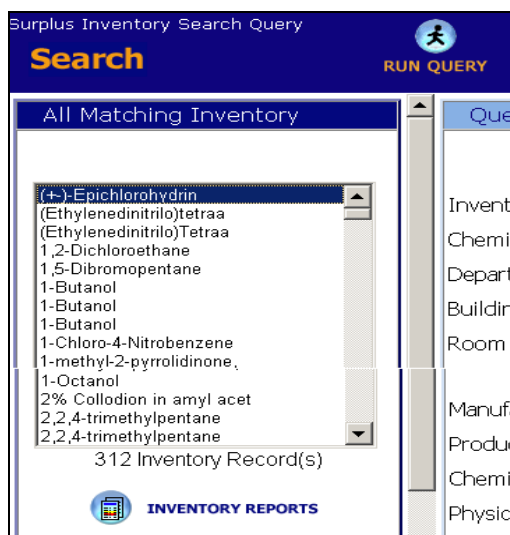 Surplus Inventory Search Query
Search
RUN QUERY
All Matching Inventory
(+-)-Epichlorohydrin
(Ethylenedinitrilo)tetraa
(Ethylenedinitrilo)Tetraa
1,2-Dichloroethane
1,5-Dibromopentane
1-Butanol
1-Butanol
1-Butanol
1-Chloro-4-Nitrobenzene
1-methyl-2-pyrrolidinone,
1-Octanol
2% Collodion in amyl acet
2,2,4-trimethylpentane
2,2,4-trimethylpentane
312 Inventory Record(s)
INVENTORY REPORTS
Que
Invent
Chemi
Depart
Buildin
Room
Manufa
Produc
Chemi
Physic